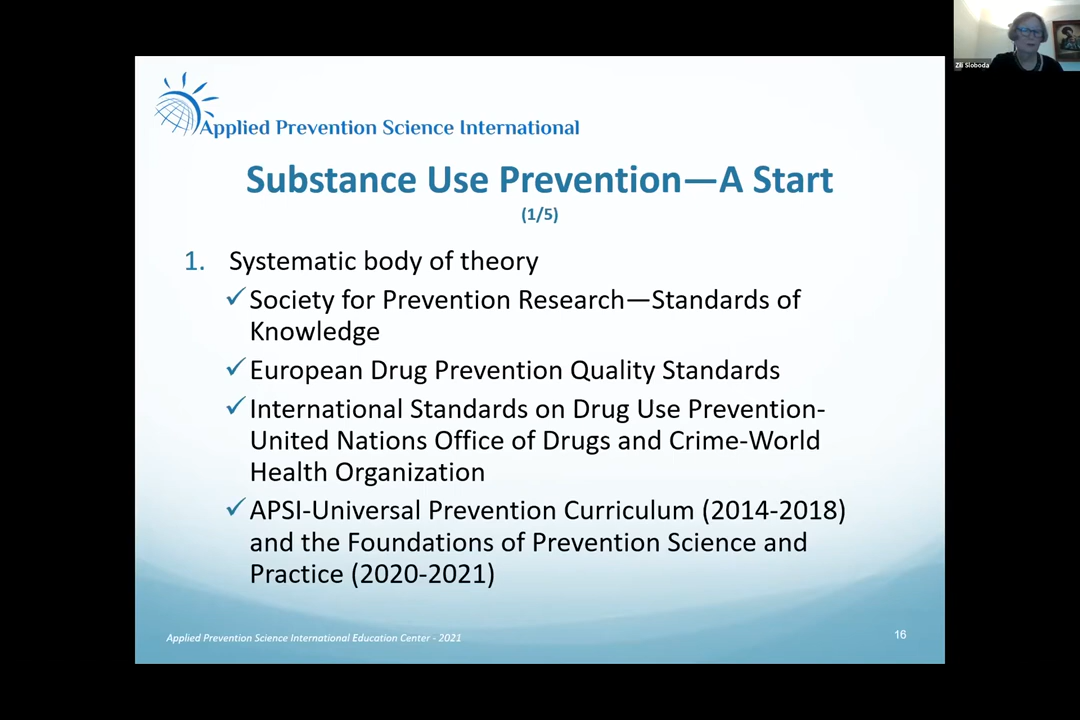 Zili Sloboda
Applied Prevention Science International
Substance Use Prevention—A Start
(1/5)
1. Systematic body of theory
✓Society for Prevention Research—Standards of
Knowledge
✓European Drug Prevention Quality Standards
✓International Standards on Drug Use Prevention-
United Nations Office of Drugs and Crime-World
Health Organization
✓APSI-Universal Prevention Curriculum (2014-2018)
and the Foundations of Prevention Science and
Practice (2020-2021)
Applied Prevention Science International Education Center - 2021
16